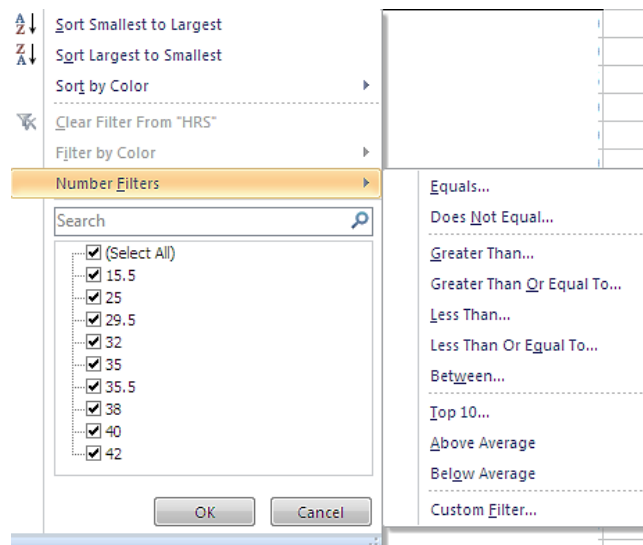 Sort Smallest to Largest
Sort Largest to Smallest
Sort by Color
Clear Filter From "HRS"
Filter by Color
Number Filters
Search
(Select All)
15.5
25
29.5
32
35
35.5
38
40
42
OK Cancel
Equals...
Does Not Equal...
Greater Than...
Greater Than Or Equal To...
Less Than...
Less Than Or Equal To...
Between...
Top 10...
Above Average
Below Average
Custom Filter...